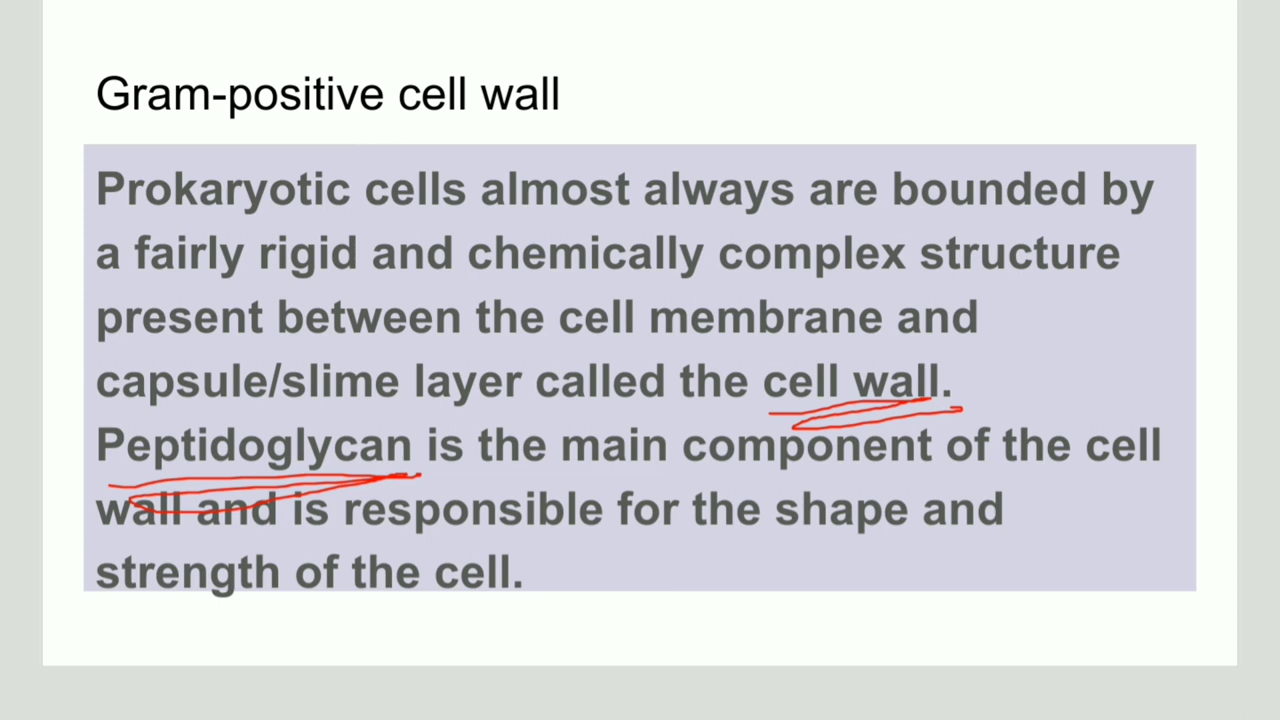 Gram-positive cell wall
Prokaryotic cells almost always are bounded by
a fairly rigid and chemically complex structure
present between the cell membrane and
capsule/slime layer called the cell wall.
Peptidoglycan is the main component of the cell
wall and is responsible for the shape and
strength of the cell.